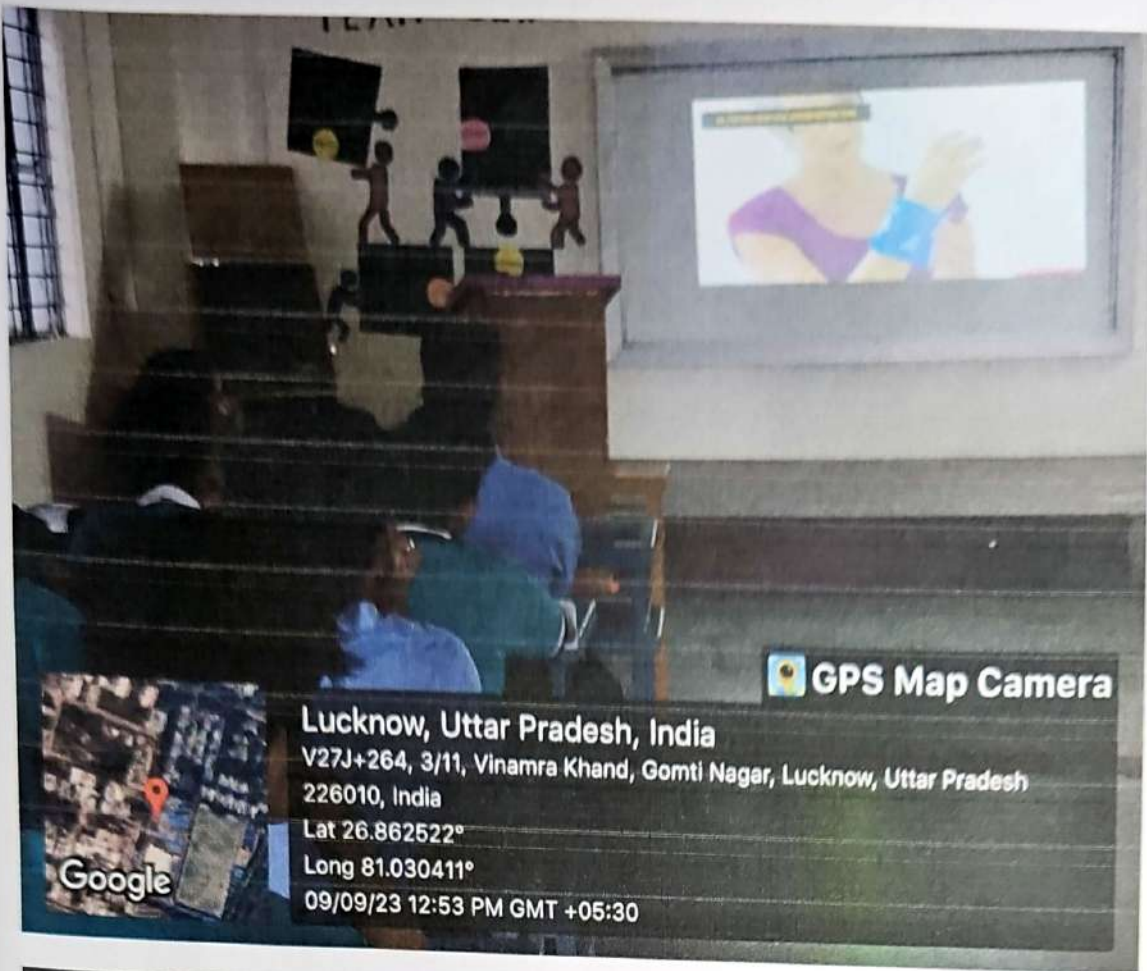 GPS Map Camera
Lucknow, Uttar Pradesh, India
V27J+264, 3/11, Vinamra Khand, Gomti Nagar, Lucknow, Uttar Pradesh
226010, India
Lat 26.862522°
Long 81.030411°
09/09/23 12:53 PM GMT +05:30
Google